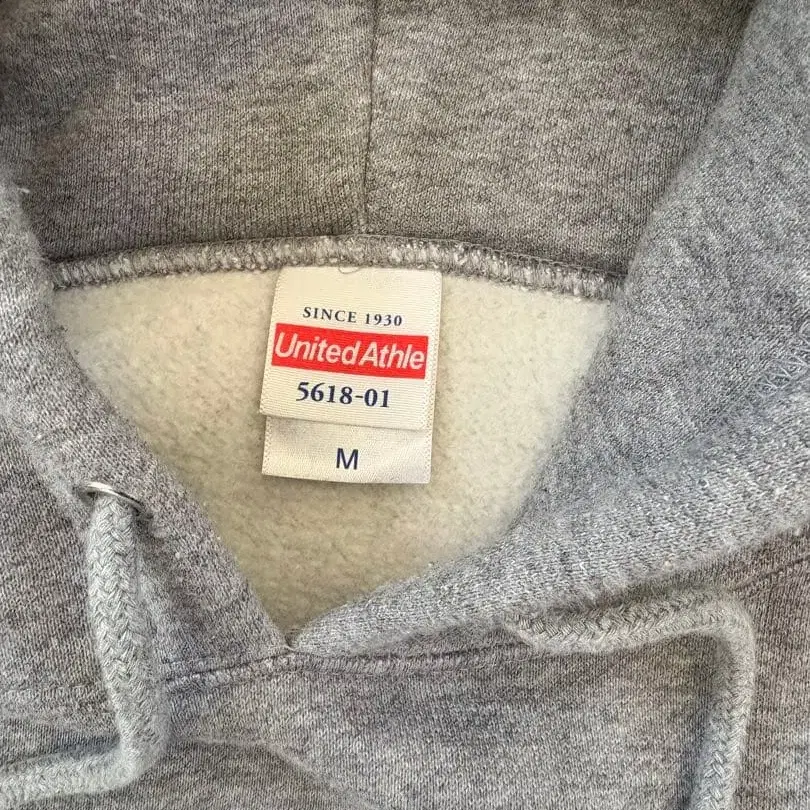 SINCE 1930
United Athle
5618-01
M